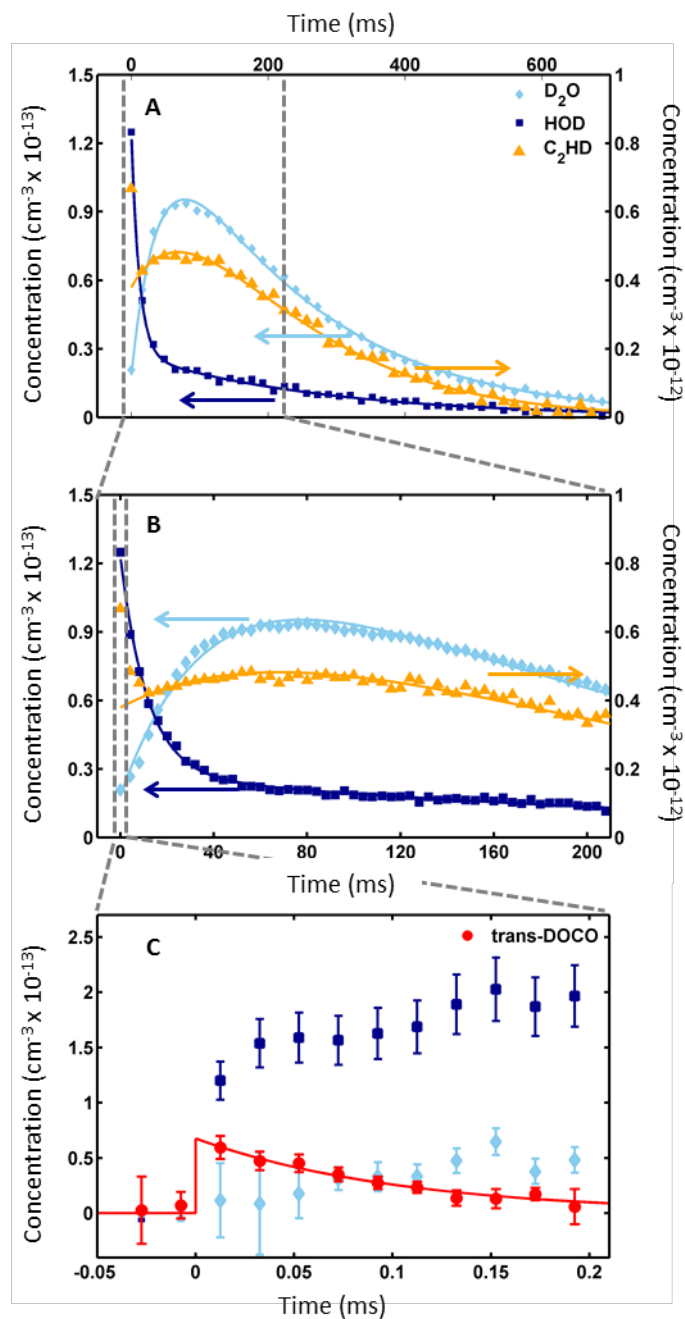 Time (ms)
0 200 400 600
1.5
1.2
0.9
0.6
0.3
0
A
D₂O
HOD
C₂HD
1
0.8
0.6
0.4
0.2
0
Concentration (cm⁻³ x 10⁻¹³)
Concentration (cm⁻³ x 10⁻¹²)
1.5
1.2
0.9
0.6
0.3
0
B
1
0.8
0.6
0.4
0.2
0
Concentration (cm⁻³ x 10⁻¹³)
Concentration (cm⁻³ x 10⁻¹²)
0 40 80 120 160 200
Time (ms)
2.5
2
1.5
1
0.5
0
C
trans-DOCO
Concentration (cm⁻³ x 10⁻¹³)
-0.05 0 0.05 0.1 0.15 0.2
Time (ms)